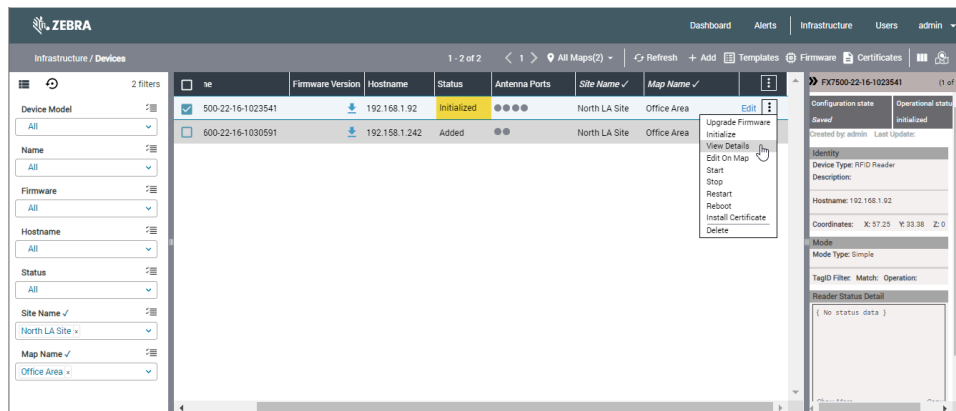 ZEBRA
Dashboard Alerts Infrastructure Users admin
Infrastructure / Devices 1 - 2 of 2 < 1 > All Maps(2) Refresh + Add Templates Firmware Certificates
2 filters
Device Model
All
Name
All
Firmware
All
Hostname
All
Status
All
Site Name ✓
North LA Site ×
Map Name ✓
Office Area ×
Firmware Version Hostname Status Antenna Ports Site Name ✓ Map Name ✓
500-22-16-1023541 192.168.1.92 Initialized North LA Site Office Area Edit
600-22-16-1030591 192.168.1.242 Added North LA Site Office Area
Upgrade Firmware
Initialize
View Details
Edit On Map
Start
Stop
Restart
Reboot
Install Certificate
Delete
FX7500-22-16-1023541 (1 of
Configuration state Operational
Saved initialized
Created by: admin Last Update:
Identity
Device Type: RFID Reader
Description:
Hostname: 192.168.1.92
Coordinates: X: 57.25 Y: 33.38 Z: 0
Mode
Mode Type: Simple
TagID Filter: Match: Operation:
Reader Status Detail
{ No status data }